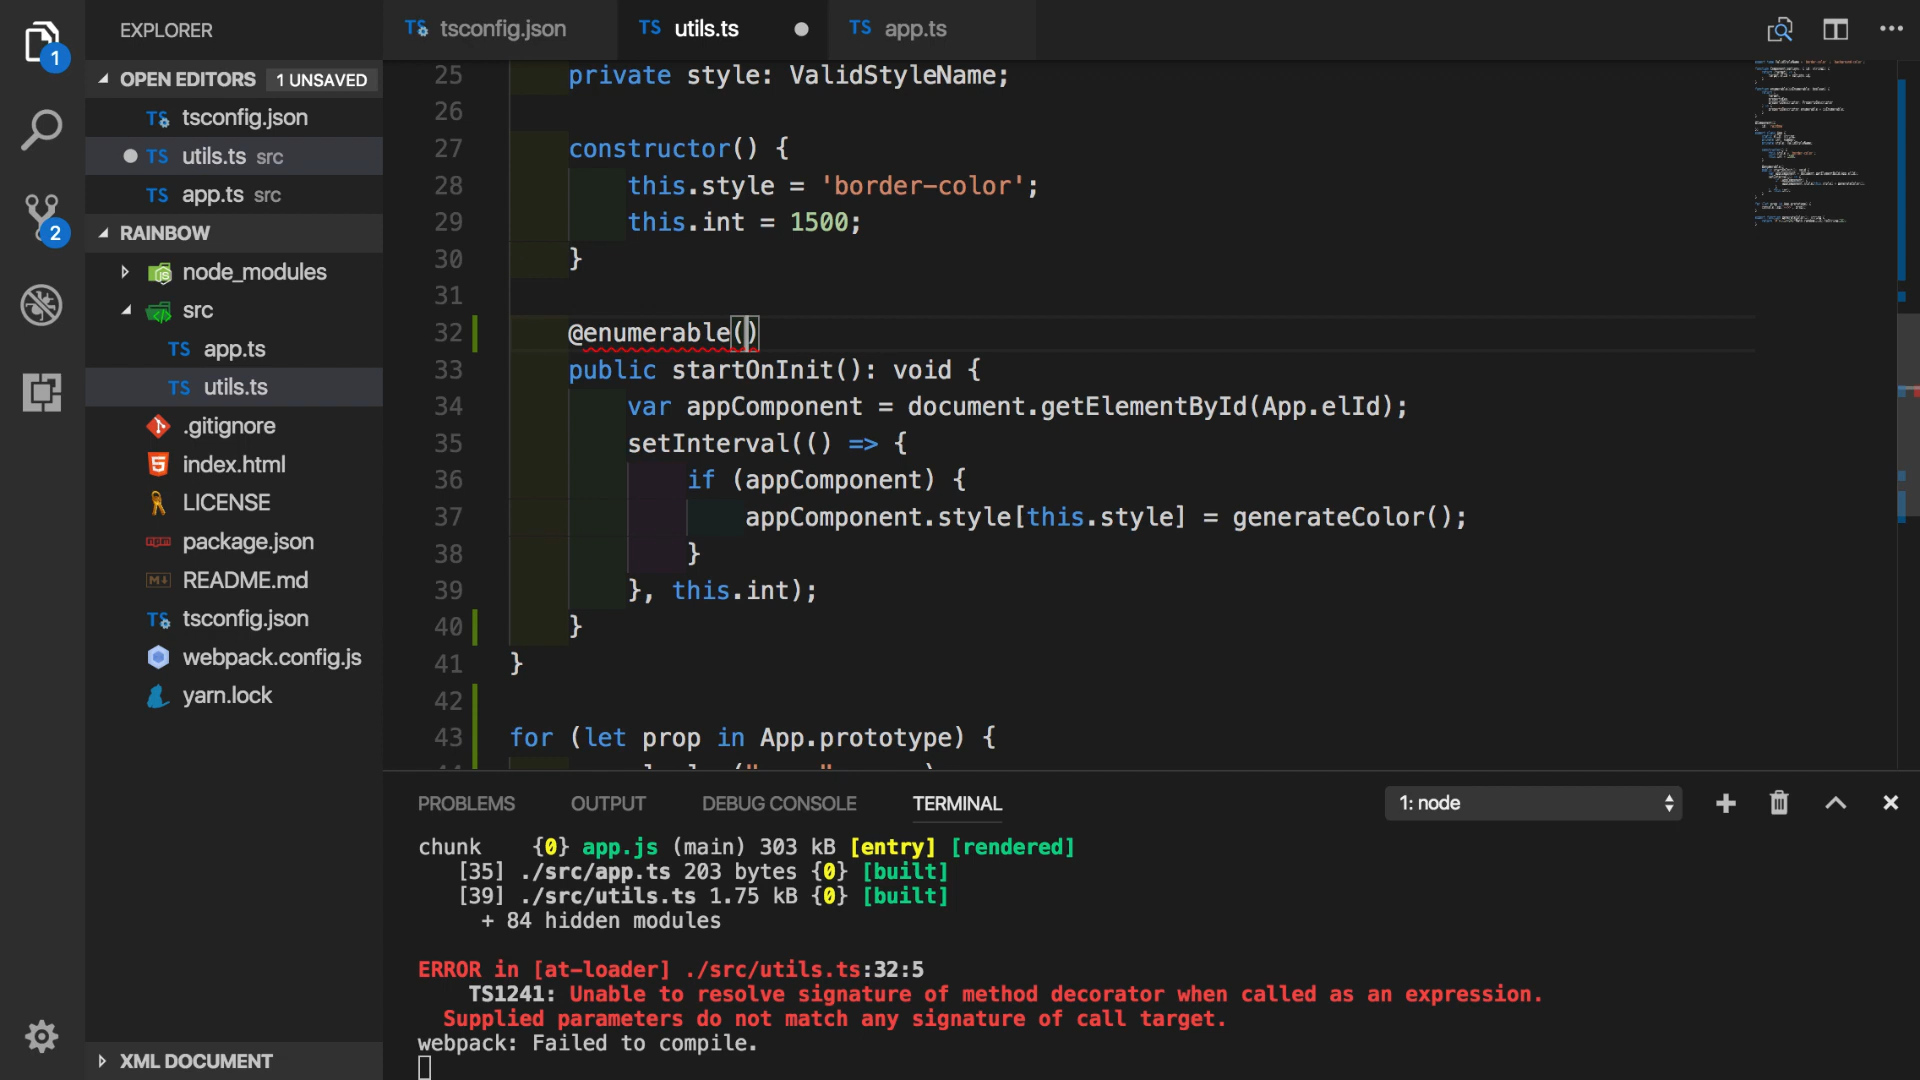 EXPLORER
OPEN EDITORS 1 UNSAVED
TS tsconfig.json
TS utils.ts src
TS app.ts src
RAINBOW
node_modules
src
TS app.ts
TS utils.ts
.gitignore
index.html
LICENSE
package.json
README.md
TS tsconfig.json
webpack.config.js
yarn.lock
XML DOCUMENT
1
2
TS tsconfig.json
TS utils.ts
TS app.ts
25 private style: ValidStyleName;
26
27 constructor() {
28 this.style = 'border-color';
29 this.int = 1500;
30 }
31
32 @enumerable()
33 public startOnInit(): void {
34 var appComponent = document.getElementById(App.elId);
35 setInterval(() => {
36 if (appComponent) {
37 appComponent.style[this.style] = generateColor();
38 }
39 }, this.int);
40 }
41 }
42
43 for (let prop in App.prototype) {
PROBLEMS OUTPUT DEBUG CONSOLE TERMINAL 1: node
chunk {0} app.js (main) 303 kB [entry] [rendered]
[35] ./src/app.ts 203 bytes {0} [built]
[39] ./src/utils.ts 1.75 kB {0} [built]
+ 84 hidden modules
ERROR in [at-loader] ./src/utils.ts:32:5
TS1241: Unable to resolve signature of method decorator when called as an expression.
Supplied parameters do not match any signature of call target.
webpack: Failed to compile.